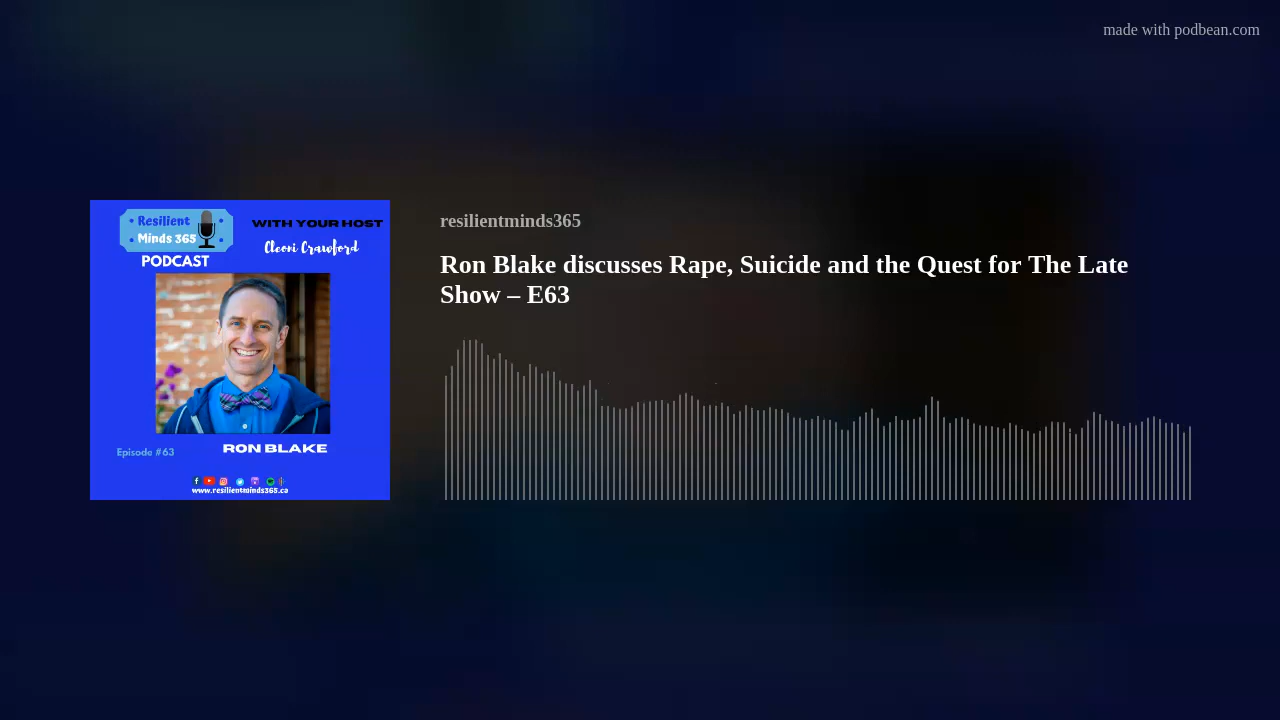 made with podbean.com
Resilient
Minds 365
PODCAST
WITH YOUR HOST
Cleoni Crawford
Episode #63
RON BLAKE
www.resilientminds365.ca
resilientminds365
Ron Blake discusses Rape, Suicide and the Quest for The Late
Show – E63